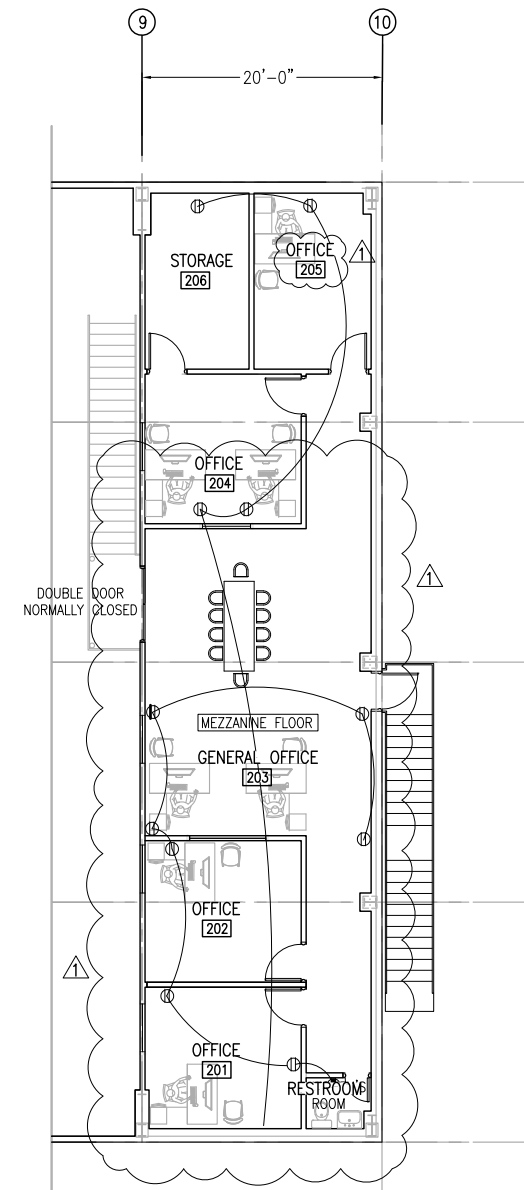 9
10
20'-0"
STORAGE
206
OFFICE
205
1
OFFICE
204
1
DOUBLE DOOR
NORMALLY CLOSED
MEZZANINE FLOOR
GENERAL OFFICE
203
OFFICE
202
1
OFFICE
201
RESTROOM
ROOM